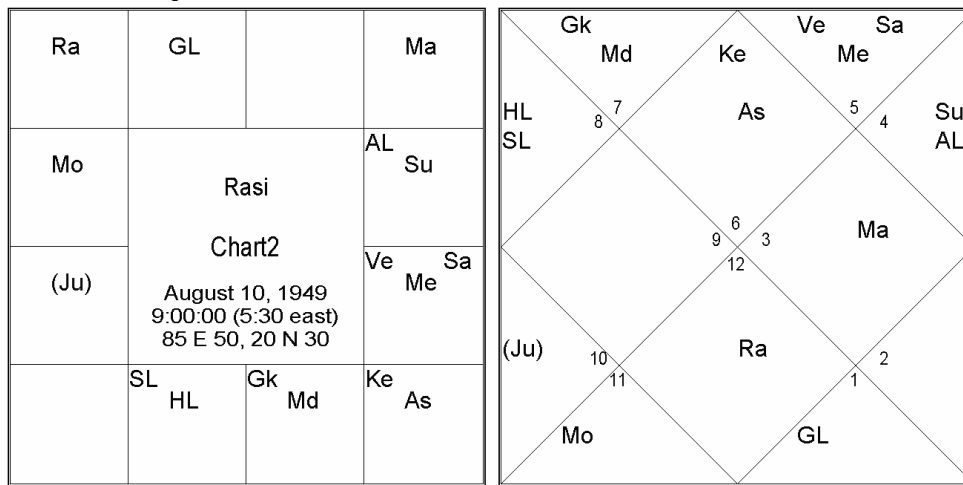 Ra GL Ma
Mo AL Su
Rasi
Chart2
August 10, 1949
9:00:00 (5:30 east)
85 E 50, 20 N 30
(Ju) Ve Sa
Me
SL HL Gk Md Ke As
Gk Ve Sa
Md Ke Me
HL As Su
SL AL
8 7 5 4
6
9 3 Ma
12
(Ju) 10 Ra 2
11 1
Mo GL